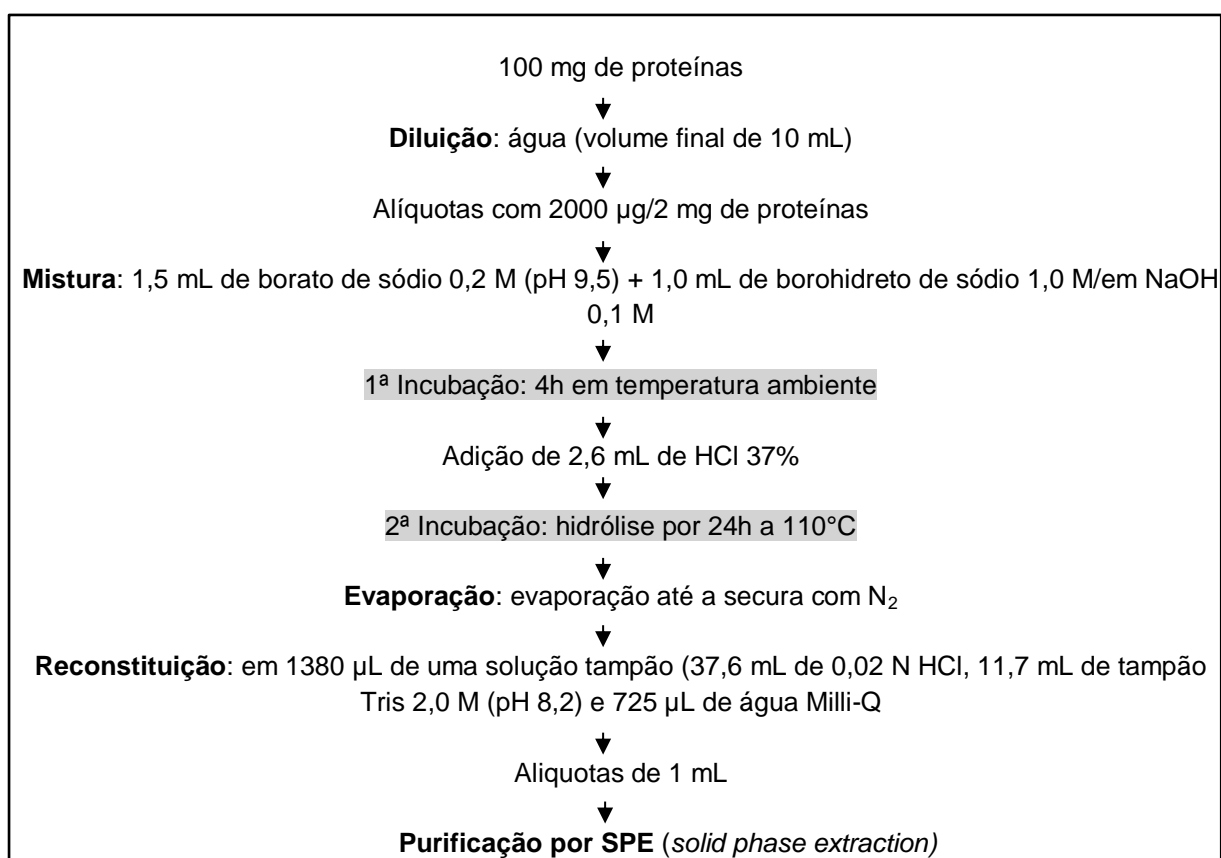 100 mg de proteínas
Diluição: água (volume final de 10 mL)
Alíquotas com 2000 µg/2 mg de proteínas
Mistura: 1,5 mL de borato de sódio 0,2 M (pH 9,5) + 1,0 mL de borohidreto de sódio 1,0 M/em NaOH
0,1 M
1ª Incubação: 4h em temperatura ambiente
Adição de 2,6 mL de HCl 37%
2ª Incubação: hidrólise por 24h a 110°C
Evaporação: evaporação até a secura com N₂
Reconstituição: em 1380 µL de uma solução tampão (37,6 mL de 0,02 N HCl, 11,7 mL de tampão
Tris 2,0 M (pH 8,2) e 725 µL de água Milli-Q
Aliquotas de 1 mL
Purificação por SPE (solid phase extraction)